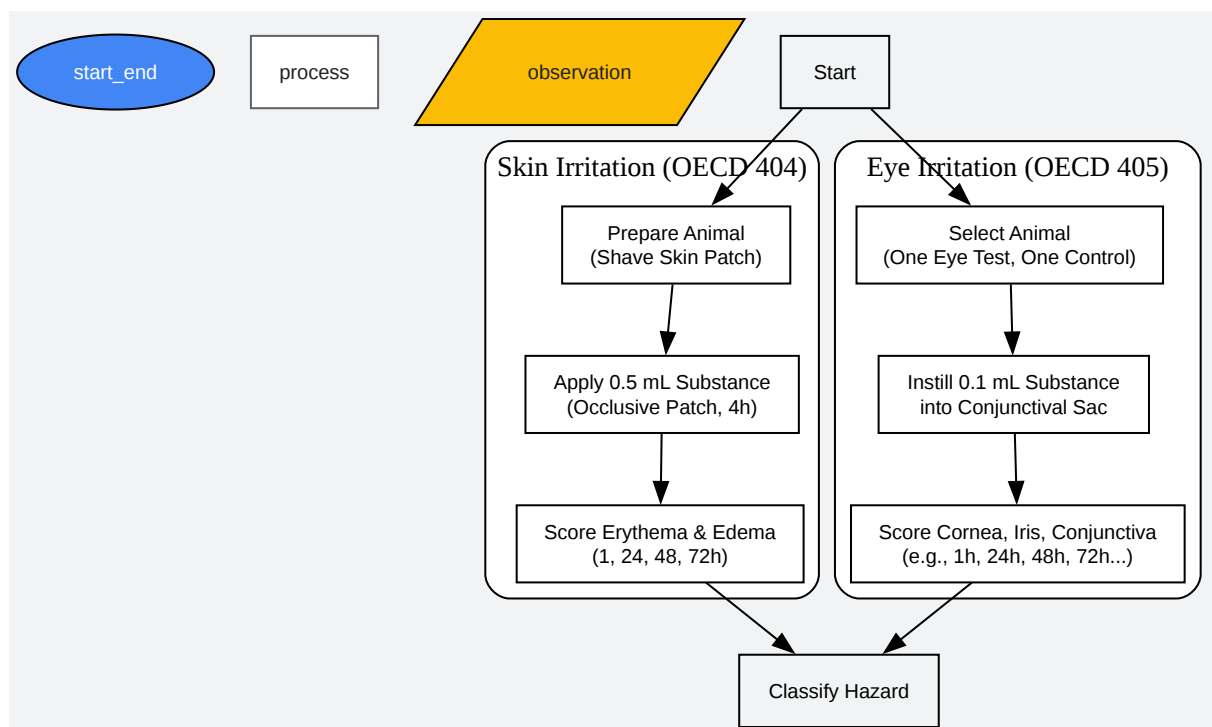 start_end
process
observation
Start
Skin Irritation (OECD 404)
Eye Irritation (OECD 405)
Prepare Animal
(Shave Skin Patch)
Select Animal
(One Eye Test, One Control)
Apply 0.5 mL Substance
(Occlusive Patch, 4h)
Instill 0.1 mL Substance
into Conjunctival Sac
Score Erythema & Edema
(1, 24, 48, 72h)
Score Cornea, Iris, Conjunctiva
(e.g., 1h, 24h, 48h, 72h...)
Classify Hazard